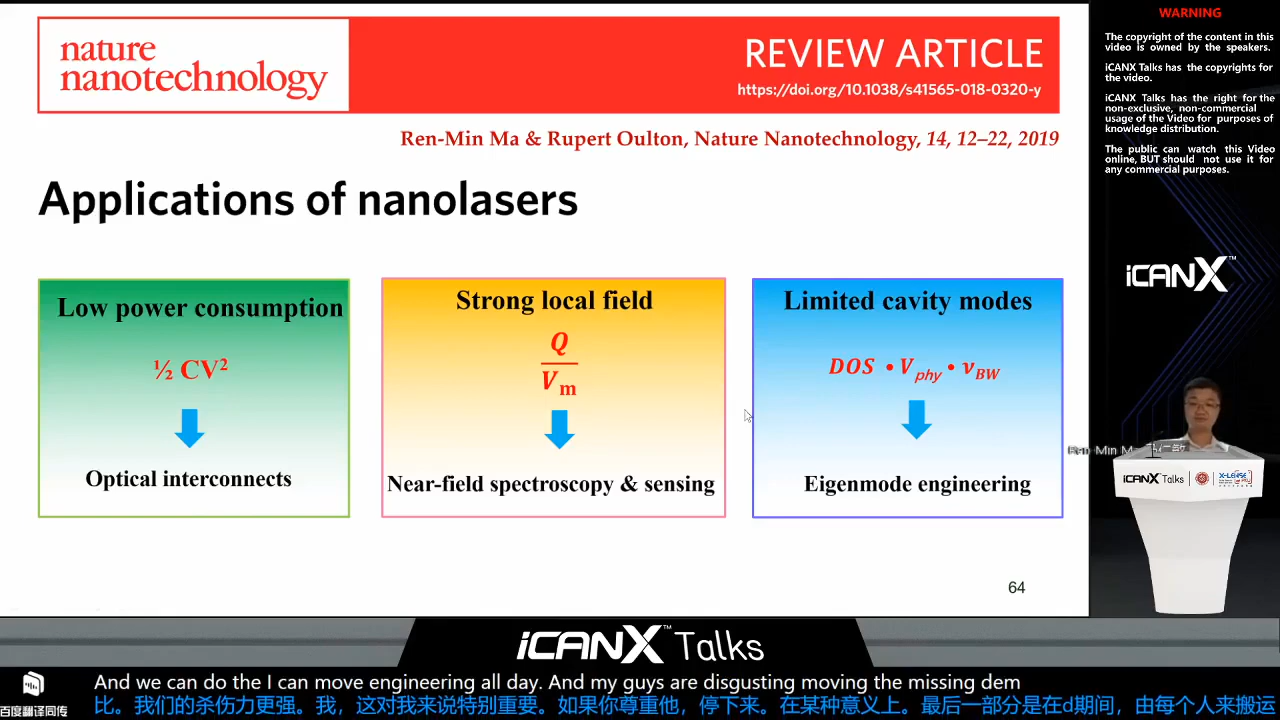 nature
nanotechnology
REVIEW ARTICLE
https://doi.org/10.1038/s41565-018-0320-y
Ren-Min Ma & Rupert Oulton, Nature Nanotechnology, 14, 12–22, 2019
Applications of nanolasers
Low power consumption
½ CV²
Optical interconnects
Strong local field
Q
Vm
Near-field spectroscopy & sensing
Limited cavity modes
DOS • Vphy • νBW
Eigenmode engineering
64
WARNING
The copyright of the content in this
video is owned by the speakers.
iCANX Talks has the copyrights for
the video.
iCANX Talks has the right for the
non-exclusive, non-commercial
usage of the Video for purposes of
knowledge distribution.
The public can watch this Video
online, BUT should not use it for
any commercial purposes.
iCANX™
Ren-Min M
iCANX Talks
iCANX™ Talks
And we can do the I can move engineering all day. And my guys are disgusting moving the missing dem
比。我们的杀伤力更强。我，这对我来说特别重要。如果你尊重他，停下来。在某种意义上。最后一部分是在d期间，由每个人来搬运
百度翻译同传